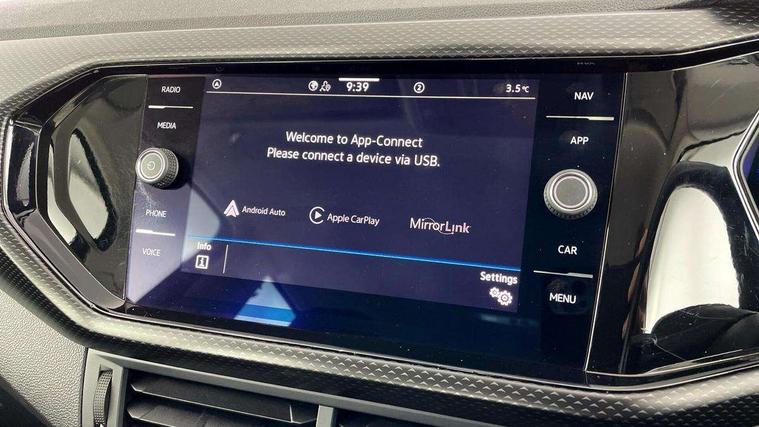 RADIO
MEDIA
PHONE
VOICE
9:39
2
3.5°C
Welcome to App-Connect
Please connect a device via USB.
Android Auto
Apple CarPlay
MirrorLink
Info
i
Settings
NAV
APP
CAR
MENU